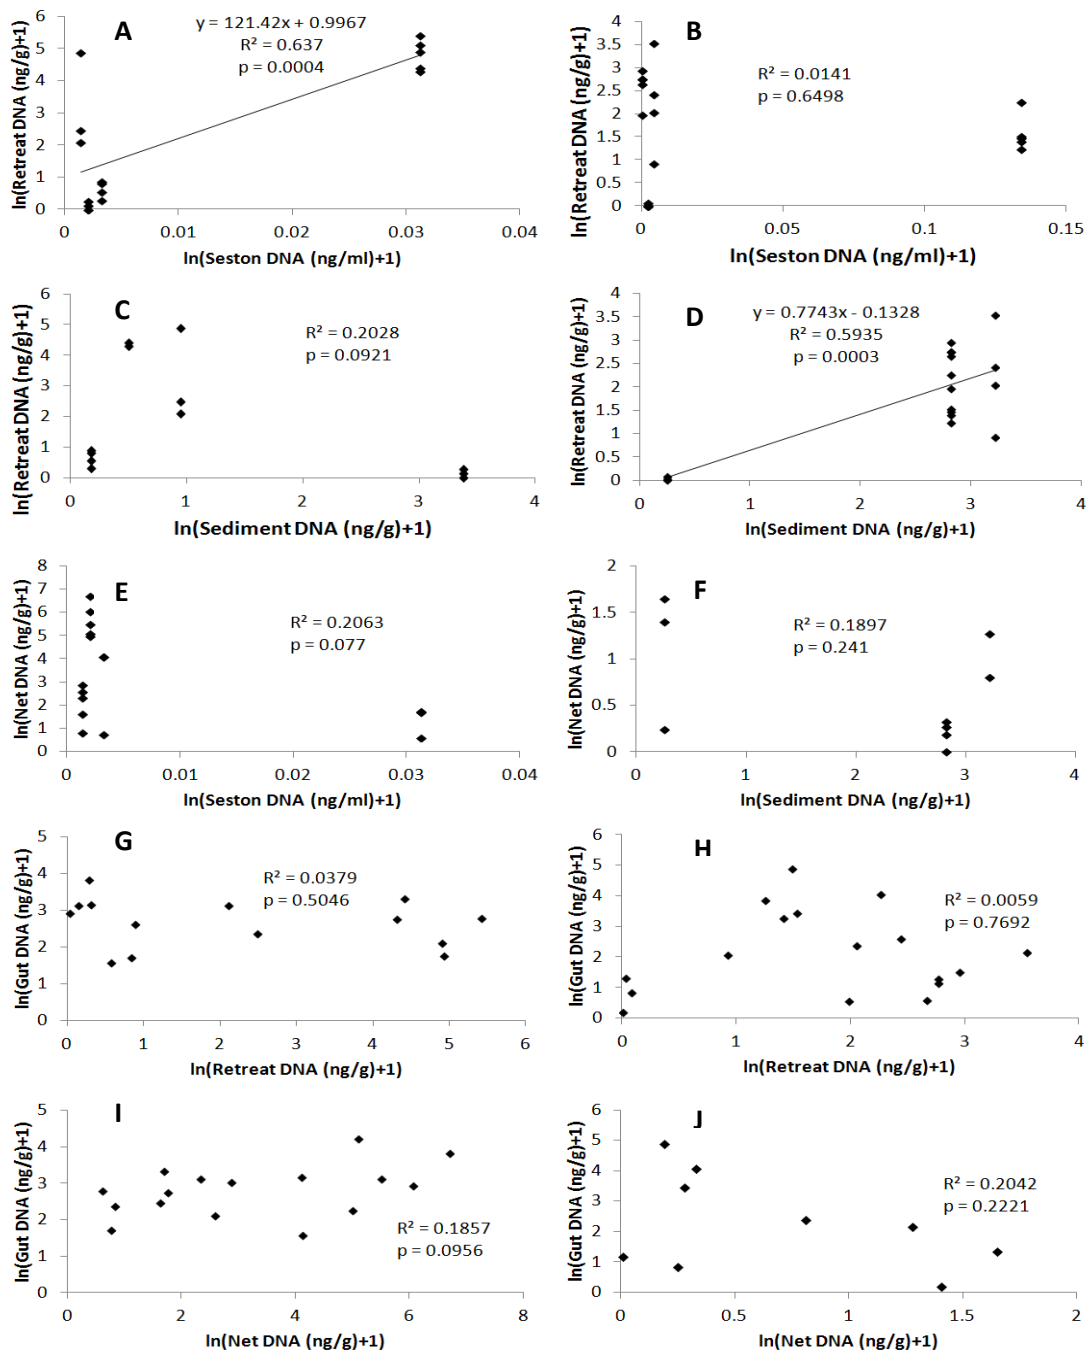 A
y = 121.42x + 0.9967
R² = 0.637
p = 0.0004
ln(Retreat DNA (ng/g)+1)
6
5
4
3
2
1
0
0 0.01 0.02 0.03 0.04
ln(Seston DNA (ng/ml)+1)
B
R² = 0.0141
p = 0.6498
ln(Retreat DNA (ng/g)+1)
4
3.5
3
2.5
2
1.5
1
0.5
0
0 0.05 0.1 0.15
ln(Seston DNA (ng/ml)+1)
C
R² = 0.2028
p = 0.0921
ln(Retreat DNA (ng/g)+1)
6
5
4
3
2
1
0
0 1 2 3 4
ln(Sediment DNA (ng/g)+1)
D
y = 0.7743x - 0.1328
R² = 0.5935
p = 0.0003
ln(Retreat DNA (ng/g)+1)
4
3.5
3
2.5
2
1.5
1
0.5
0
0 1 2 3 4
ln(Sediment DNA (ng/g)+1)
E
R² = 0.2063
p = 0.077
ln(Net DNA (ng/g)+1)
8
7
6
5
4
3
2
1
0
0 0.01 0.02 0.03 0.04
ln(Seston DNA (ng/ml)+1)
F
R² = 0.1897
p = 0.241
ln(Net DNA (ng/g)+1)
2
1.5
1
0.5
0
0 1 2 3 4
ln(Sediment DNA (ng/g)+1)
G
R² = 0.0379
p = 0.5046
ln(Gut DNA (ng/g)+1)
5
4
3
2
1
0
0 1 2 3 4 5 6
ln(Retreat DNA (ng/g)+1)
H
R² = 0.0059
p = 0.7692
ln(Gut DNA (ng/g)+1)
6
5
4
3
2
1
0
0 1 2 3 4
ln(Retreat DNA (ng/g)+1)
I
R² = 0.1857
p = 0.0956
ln(Gut DNA (ng/g)+1)
5
4
3
2
1
0
0 2 4 6 8
ln(Net DNA (ng/g)+1)
J
R² = 0.2042
p = 0.2221
ln(Gut DNA (ng/g)+1)
6
5
4
3
2
1
0
0 0.5 1 1.5 2
ln(Net DNA (ng/g)+1)